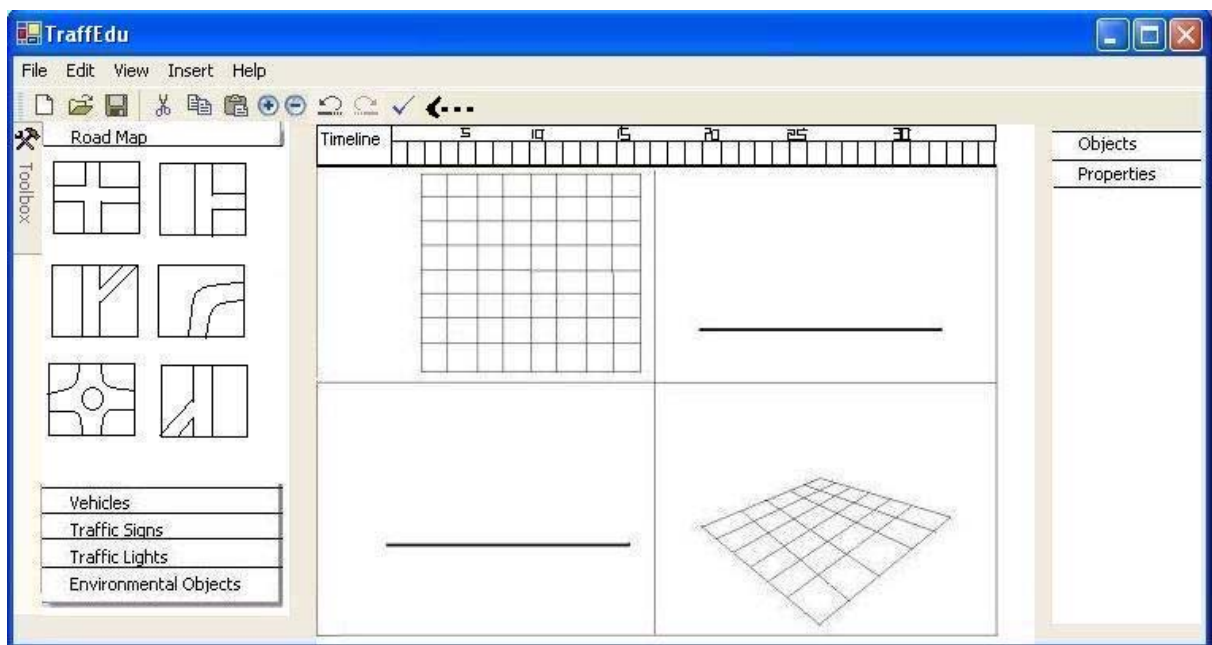 TraffEdu
File Edit View Insert Help
Toolbox
Road Map
Vehicles
Traffic Signs
Traffic Lights
Environmental Objects
Timeline 5 10 15 20 25 30
Objects
Properties